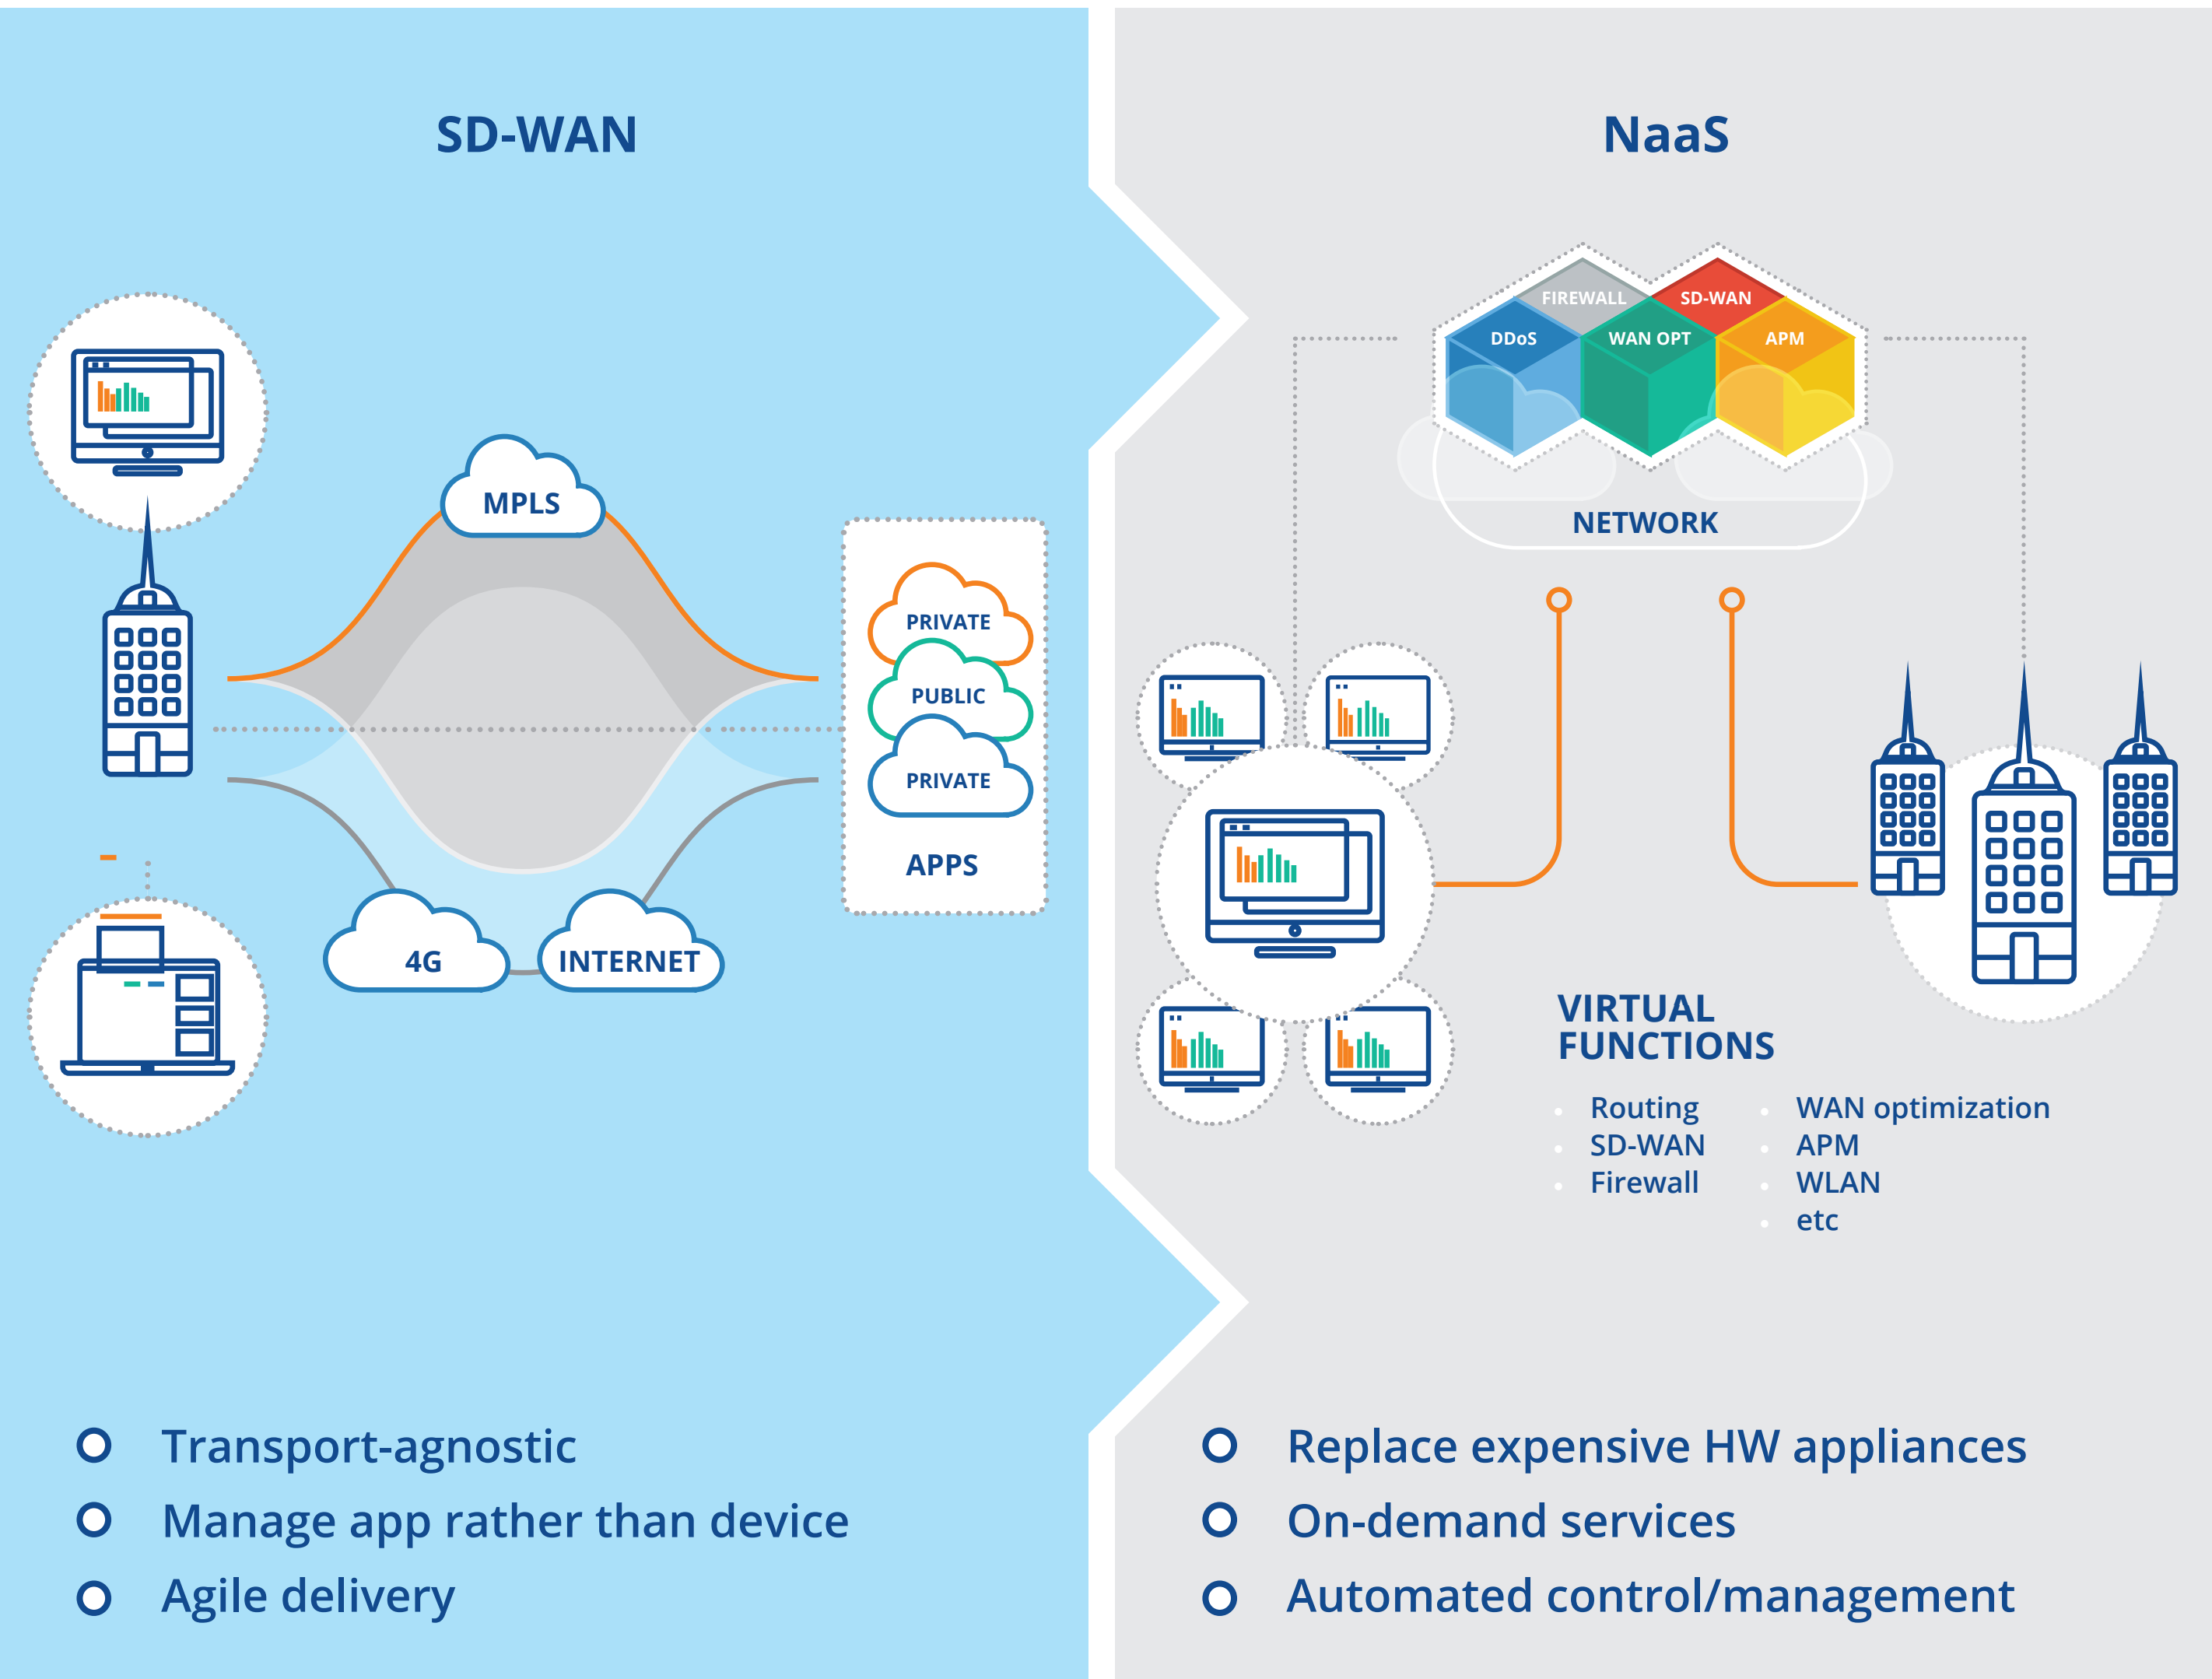 SD-WAN
MPLS
PRIVATE
PUBLIC
PRIVATE
APPS
4G
INTERNET
Transport-agnostic
Manage app rather than device
Agile delivery
NaaS
FIREWALL
SD-WAN
DDoS
WAN OPT
APM
NETWORK
VIRTUAL
FUNCTIONS
Routing
SD-WAN
Firewall
WAN optimization
APM
WLAN
etc
Replace expensive HW appliances
On-demand services
Automated control/management